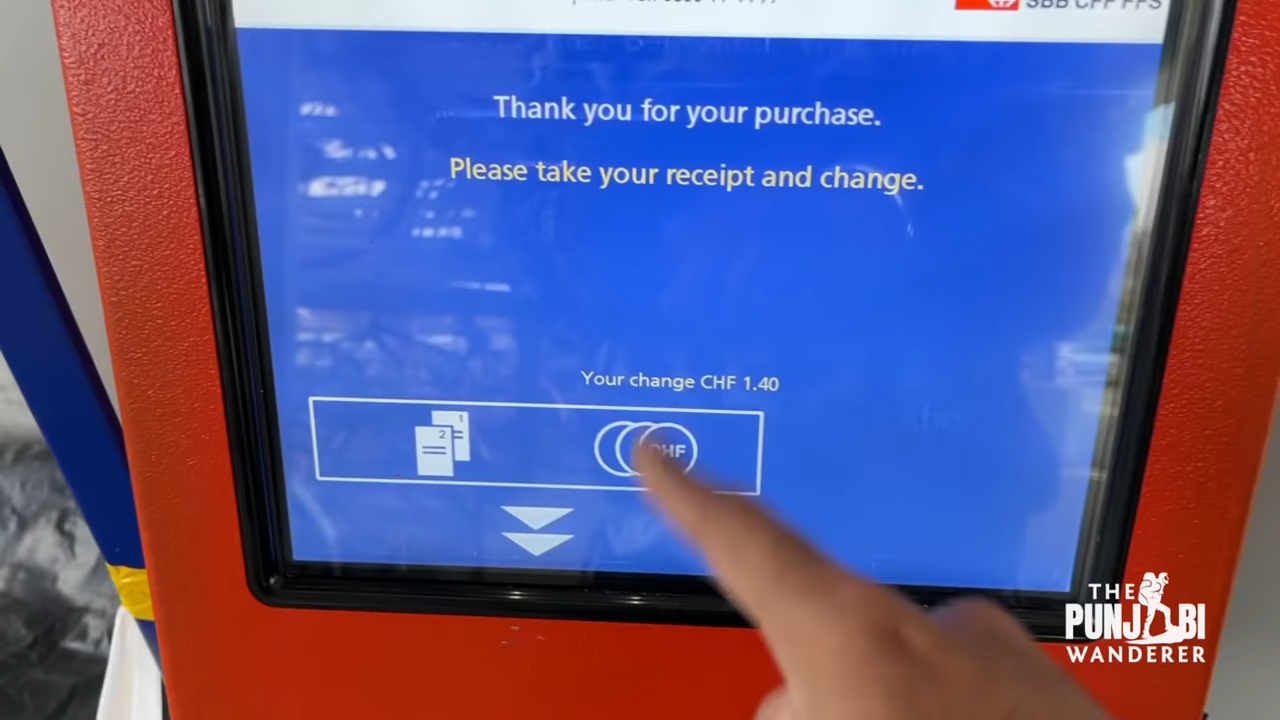 SBB CFF FFS
Thank you for your purchase.
Please take your receipt and change.
Your change CHF 1.40
1
2
CHF
THE
PUNJABI
WANDERER